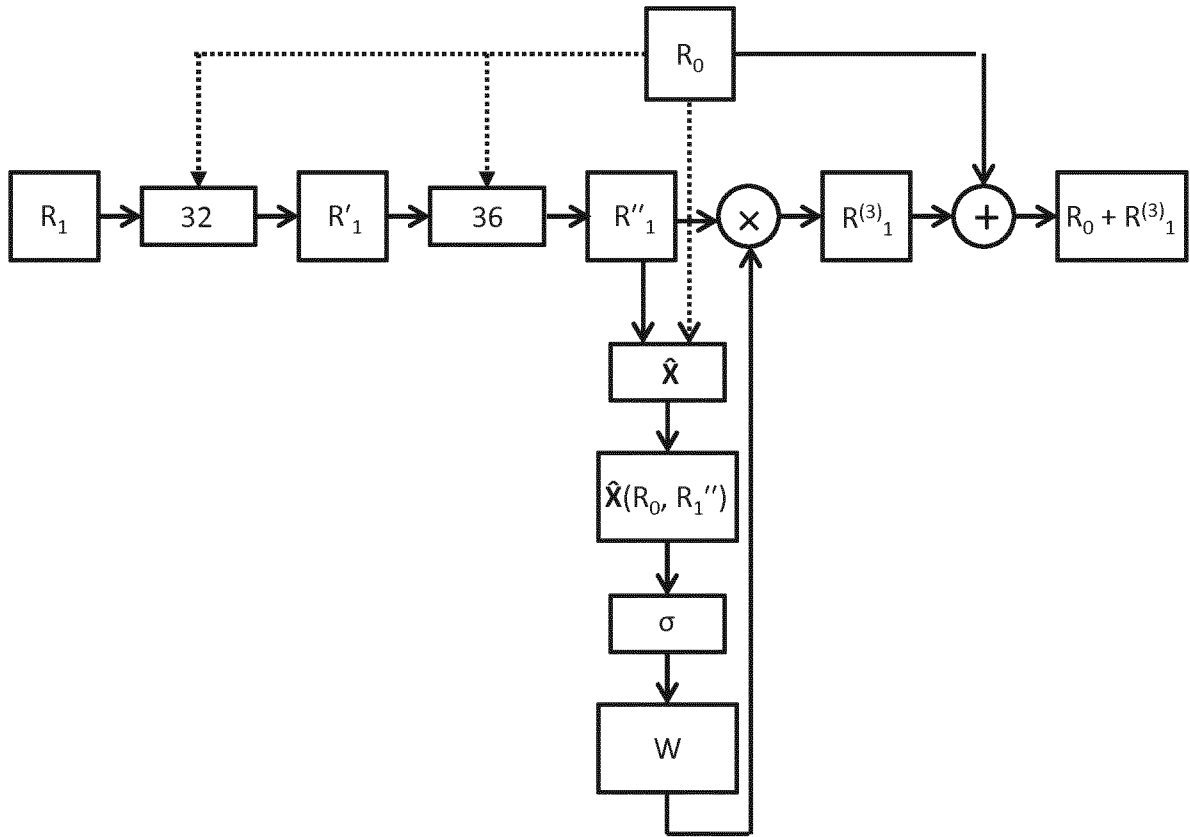 R₀
R₁
32
R′₁
36
R″₁
×
R⁽³⁾₁
+
R₀ + R⁽³⁾₁
X̂
X̂(R₀, R₁″)
σ
W